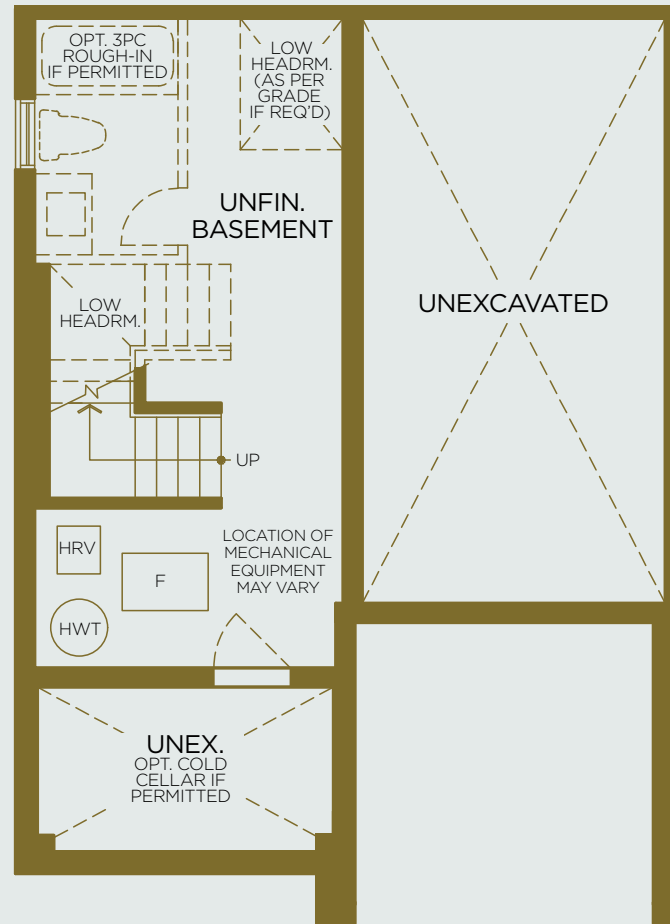 OPT. 3PC
ROUGH-IN
IF PERMITTED
LOW
HEADRM.
(AS PER
GRADE
IF REQ'D)
UNFIN.
BASEMENT
LOW
HEADRM.
UNEXCAVATED
UP
LOCATION OF
MECHANICAL
EQUIPMENT
MAY VARY
HRV
F
HWT
UNEX.
OPT. COLD
CELLAR IF
PERMITTED